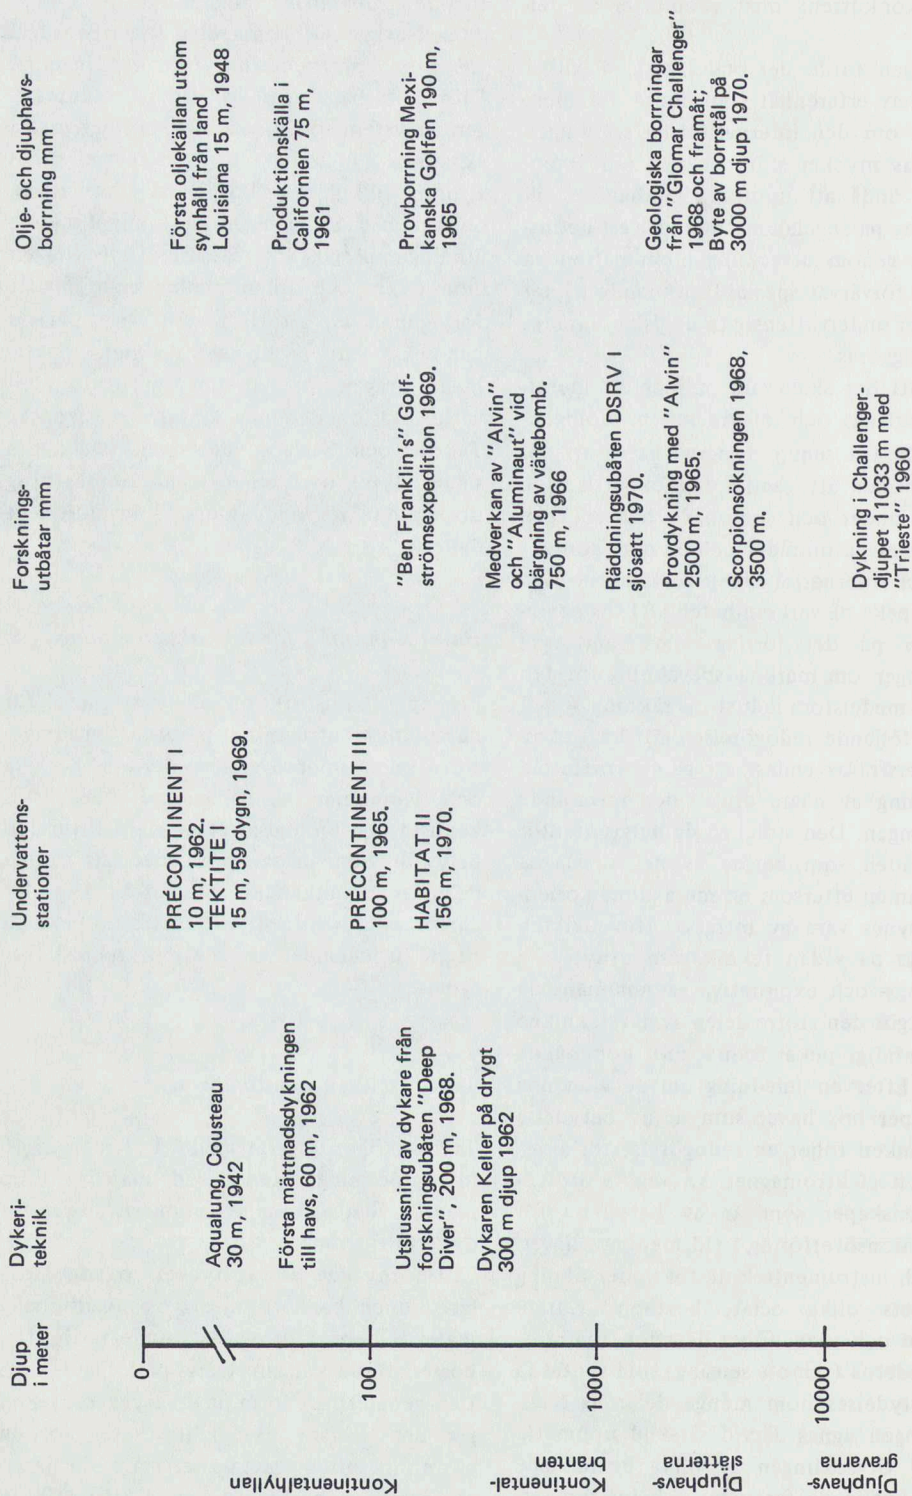 Djup
i meter
Dykeri-
teknik
Undervattens-
stationer
Forsknings-
utbåtar mm
Olje- och djuphavs-
borrning mm
0
100
1000
10000
Kontinentalhyllan
Kontinental-
branten
Djuphavs-
slätterna
Djuphavs-
gravarna
Aqualung, Cousteau
30 m, 1942
Första mättnadsdykningen
till havs, 60 m, 1962
Utslussning av dykare från
forskningsubåten "Deep
Diver", 200 m, 1968.
Dykaren Keller på drygt
300 m djup 1962
PRÉCONTINENT I
10 m, 1962.
TEKTITE I
15 m, 59 dygn, 1969.
PRÉCONTINENT III
100 m, 1965.
HABITAT II
156 m, 1970.
"Ben Franklin's" Golf-
strömsexpedition 1969.
Medverkan av "Alvin"
och "Alminaut" vid
bärgning av vätebomb.
750 m. 1966
Räddningsubåten DSRV I
sjösatt 1970.
Prodykning med "Alvin"
2500 m, 1965.
Scorpionsökningen 1968,
3500 m.
Dykning i Challenger-
djupet 11033 m med
"Trieste" 1960
Första oljekällan utom
synhåll från land
Louisiana 15 m, 1948
Produktionskälla i
Californien 75 m,
1961
Provborrning Mexi-
kanska Golfen 190 m,
1965
Geologiska borrningar
från "Glomar Challenger"
1968 och framåt;
Byte av borrstål på
3000 m djup 1970.